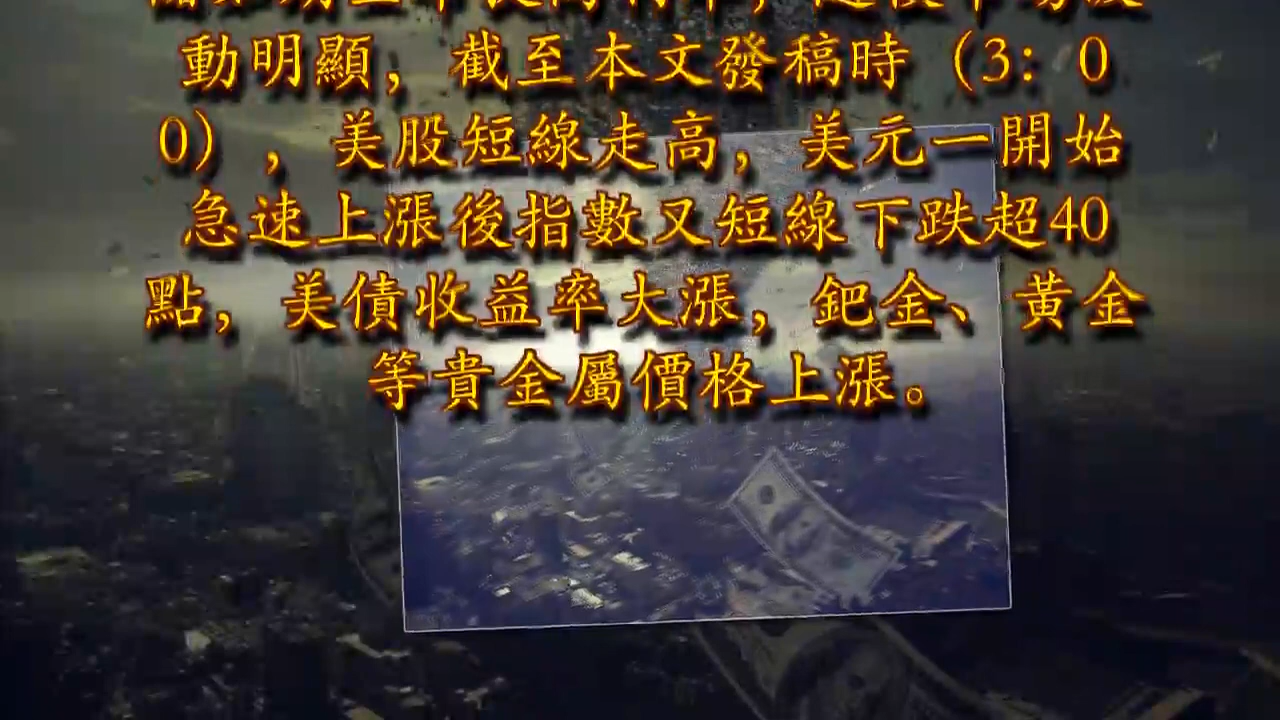 動明顯，截至本文發稿時（3：0
0），美股短線走高，美元一開始
急速上漲後指數又短線下跌超40
點，美債收益率大漲，鈀金、黃金
等貴金屬價格上漲。